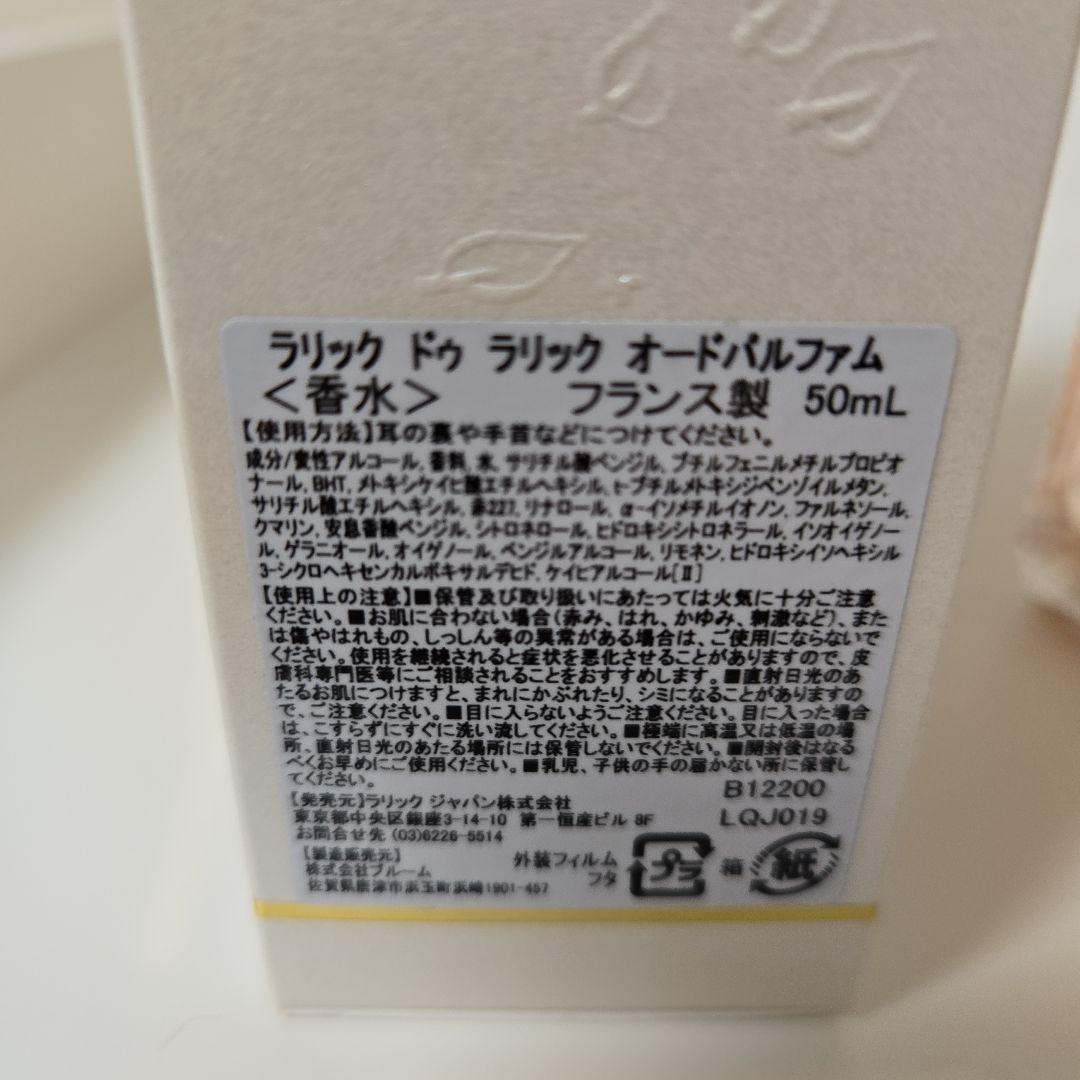 ラリック ドゥ ラリック オードパルファム
＜香水＞ フランス製 50mL
【使用方法】耳の裏や手首などにつけてください。
成分/変性アルコール, 香料, 水, サリチル酸ベンジル, ブチルフェニルメチルプロピオ
ナール, BHT, メトキシケイヒ酸エチルヘキシル, t-ブチルメトキシジベンゾイルメタン,
サリチル酸エチルヘキシル, 赤227, リナロール, α-イソメチルイオノン, ファルネソール,
クマリン, 安息香酸ベンジル, シトロネロール, ヒドロキシシトロネラール, イソオイゲノー
ル, ゲラニオール, オイゲノール, ベンジルアルコール, リモネン, ヒドロキシイソヘキシル
3-シクロヘキセンカルボキサルデヒド, ケイヒアルコール[Ⅱ]
【使用上の注意】■保管及び取り扱いにあたっては火気に十分ご注意
ください。■お肌に合わない場合(赤み、はれ、かゆみ、刺激など)、また
は傷やはれもの、しっしん等の異常がある場合は、ご使用にならないで
ください。使用を継続されると症状を悪化させることがありますので、皮
膚科専門医等にご相談されることをおすすめします。■直射日光のあ
たるお肌につけますと、まれにかぶれたり、シミになることがありますの
で、ご注意ください。■目に入らないようご注意ください。目に入った場合
は、こすらずにすぐに洗い流してください。■極端に高温又は低温の場
所、直射日光のあたる場所には保管しないでください。■開封後はなる
べくお早めにご使用ください。■乳児、子供の手の届かない所に保管し
てください。
B12200
【発売元】ラリック ジャパン株式会社
東京都中央区銀座3-14-10 第一恒産ビル 8F
LQJ019
お問合せ先 (03)6226-5514
【製造販売元】
株式会社ブルーム
佐賀県唐津市浜玉町浜崎1901-457
外装フィルム
フタ
プラ
箱
紙